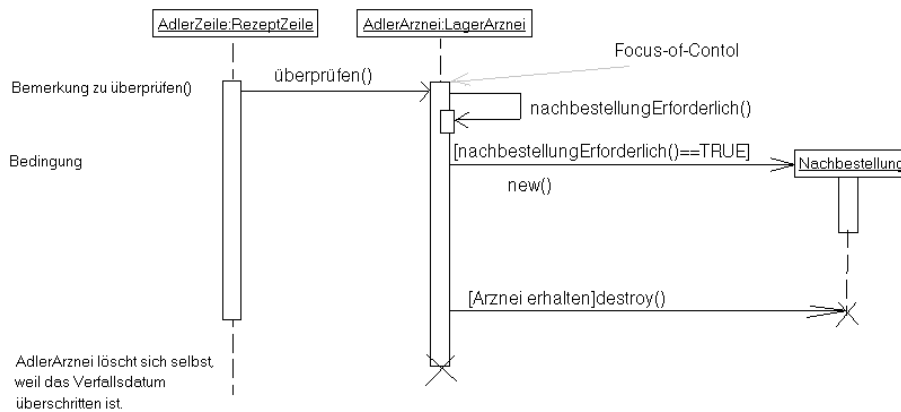 AdlerZeile:RezeptZeile
AdlerArznei:LagerArznei
Focus-of-Contol
Bemerkung zu überprüfen()
überprüfen()
nachbestellungErforderlich()
Bedingung
[nachbestellungErforderlich()==TRUE]
Nachbestellung
new()
[Arznei erhalten]destroy()
AdlerArznei löscht sich selbst,
weil das Verfallsdatum
überschritten ist.